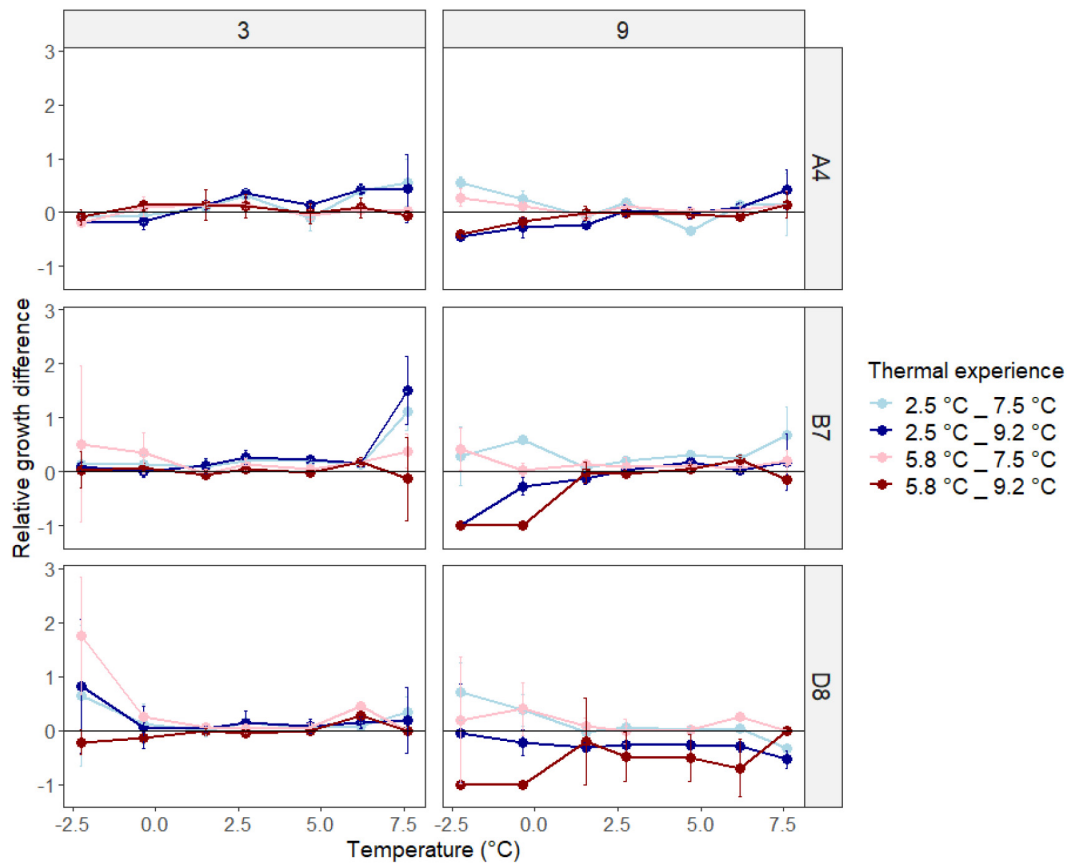 3 9
3
2
1
0
-1
A4
3
2
1
0
-1
B7
3
2
1
0
-1
D8
Relative growth difference
-2.5 0.0 2.5 5.0 7.5 -2.5 0.0 2.5 5.0 7.5
Temperature (°C)
Thermal experience
2.5 °C _ 7.5 °C
2.5 °C _ 9.2 °C
5.8 °C _ 7.5 °C
5.8 °C _ 9.2 °C